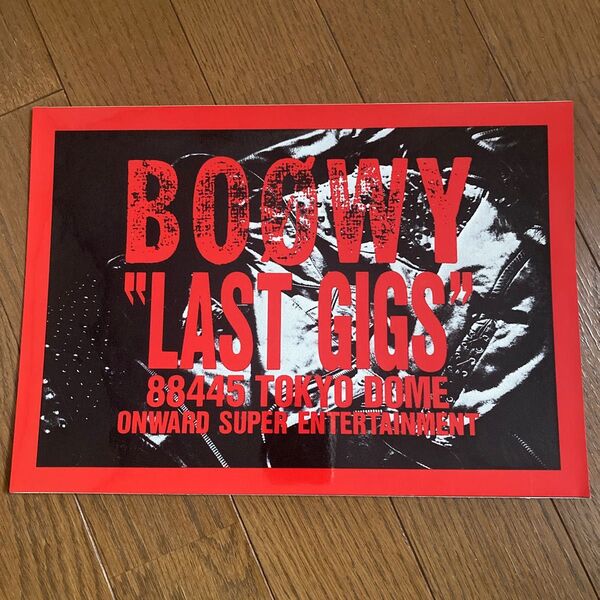 BOØWY
"LAST GIGS"
88445 TOKYO DOME
ONWARD SUPER ENTERTAINMENT